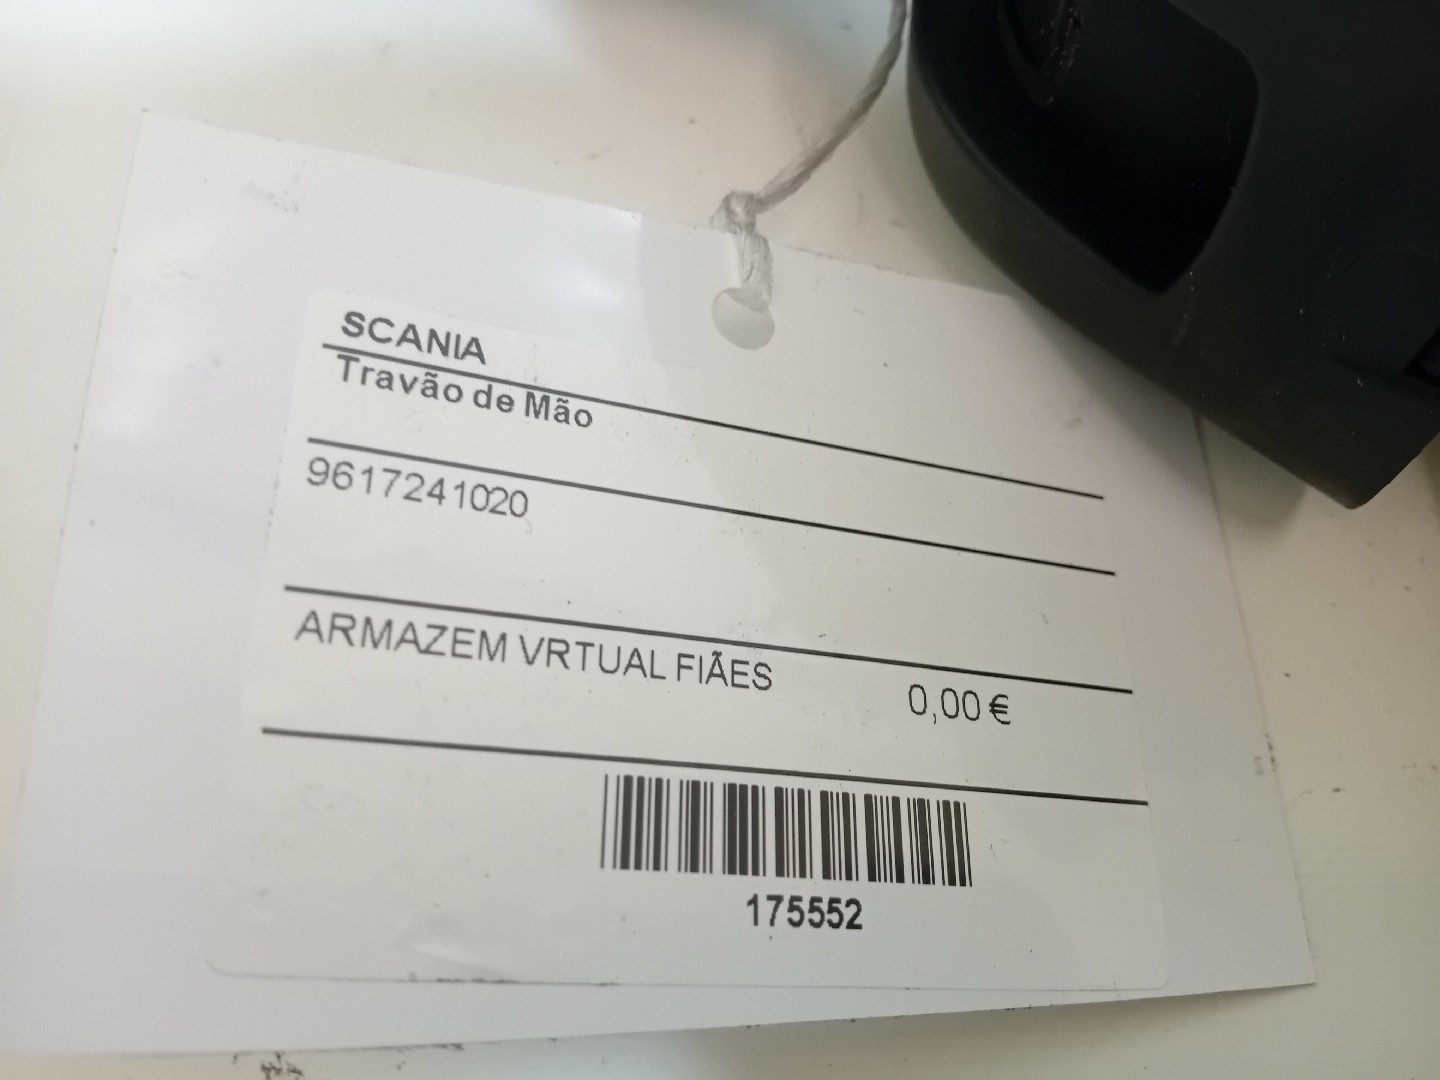 SCANIA
Travão de Mão
9617241020
ARMAZEM VRTUAL FIÃES 0,00 €
175552